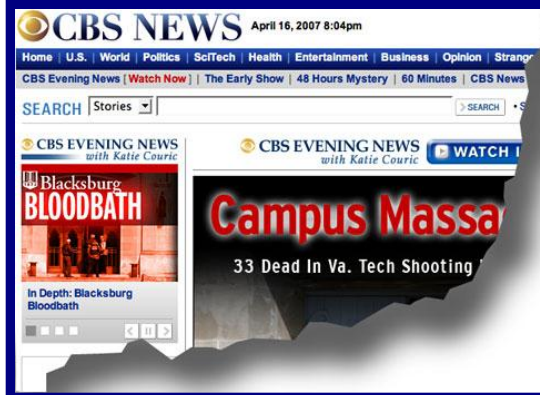 CBS NEWS April 16, 2007 8:04pm
Home | U.S. | World | Politics | SciTech | Health | Entertainment | Business | Opinion | Strange
CBS Evening News [Watch Now] | The Early Show | 48 Hours Mystery | 60 Minutes | CBS News
SEARCH Stories > SEARCH
CBS EVENING NEWS
with Katie Couric
Blacksburg
BLOODBATH
In Depth: Blacksburg
Bloodbath
CBS EVENING NEWS
with Katie Couric
WATCH
Campus
33 Dead In Va. Tech Shooting